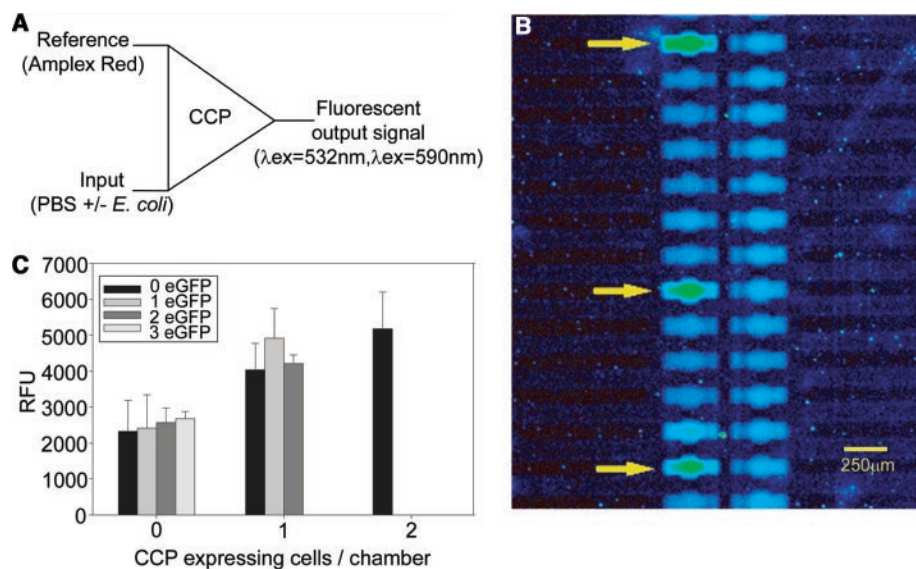 A
Reference
(Amplex Red)
CCP
Fluorescent
output signal
(λex=532nm,λex=590nm)
Input
(PBS +/- E. coli)
B
250μm
C
7000
6000
5000
4000
3000
2000
1000
0
RFU
0 eGFP
1 eGFP
2 eGFP
3 eGFP
0
1
2
CCP expressing cells / chamber